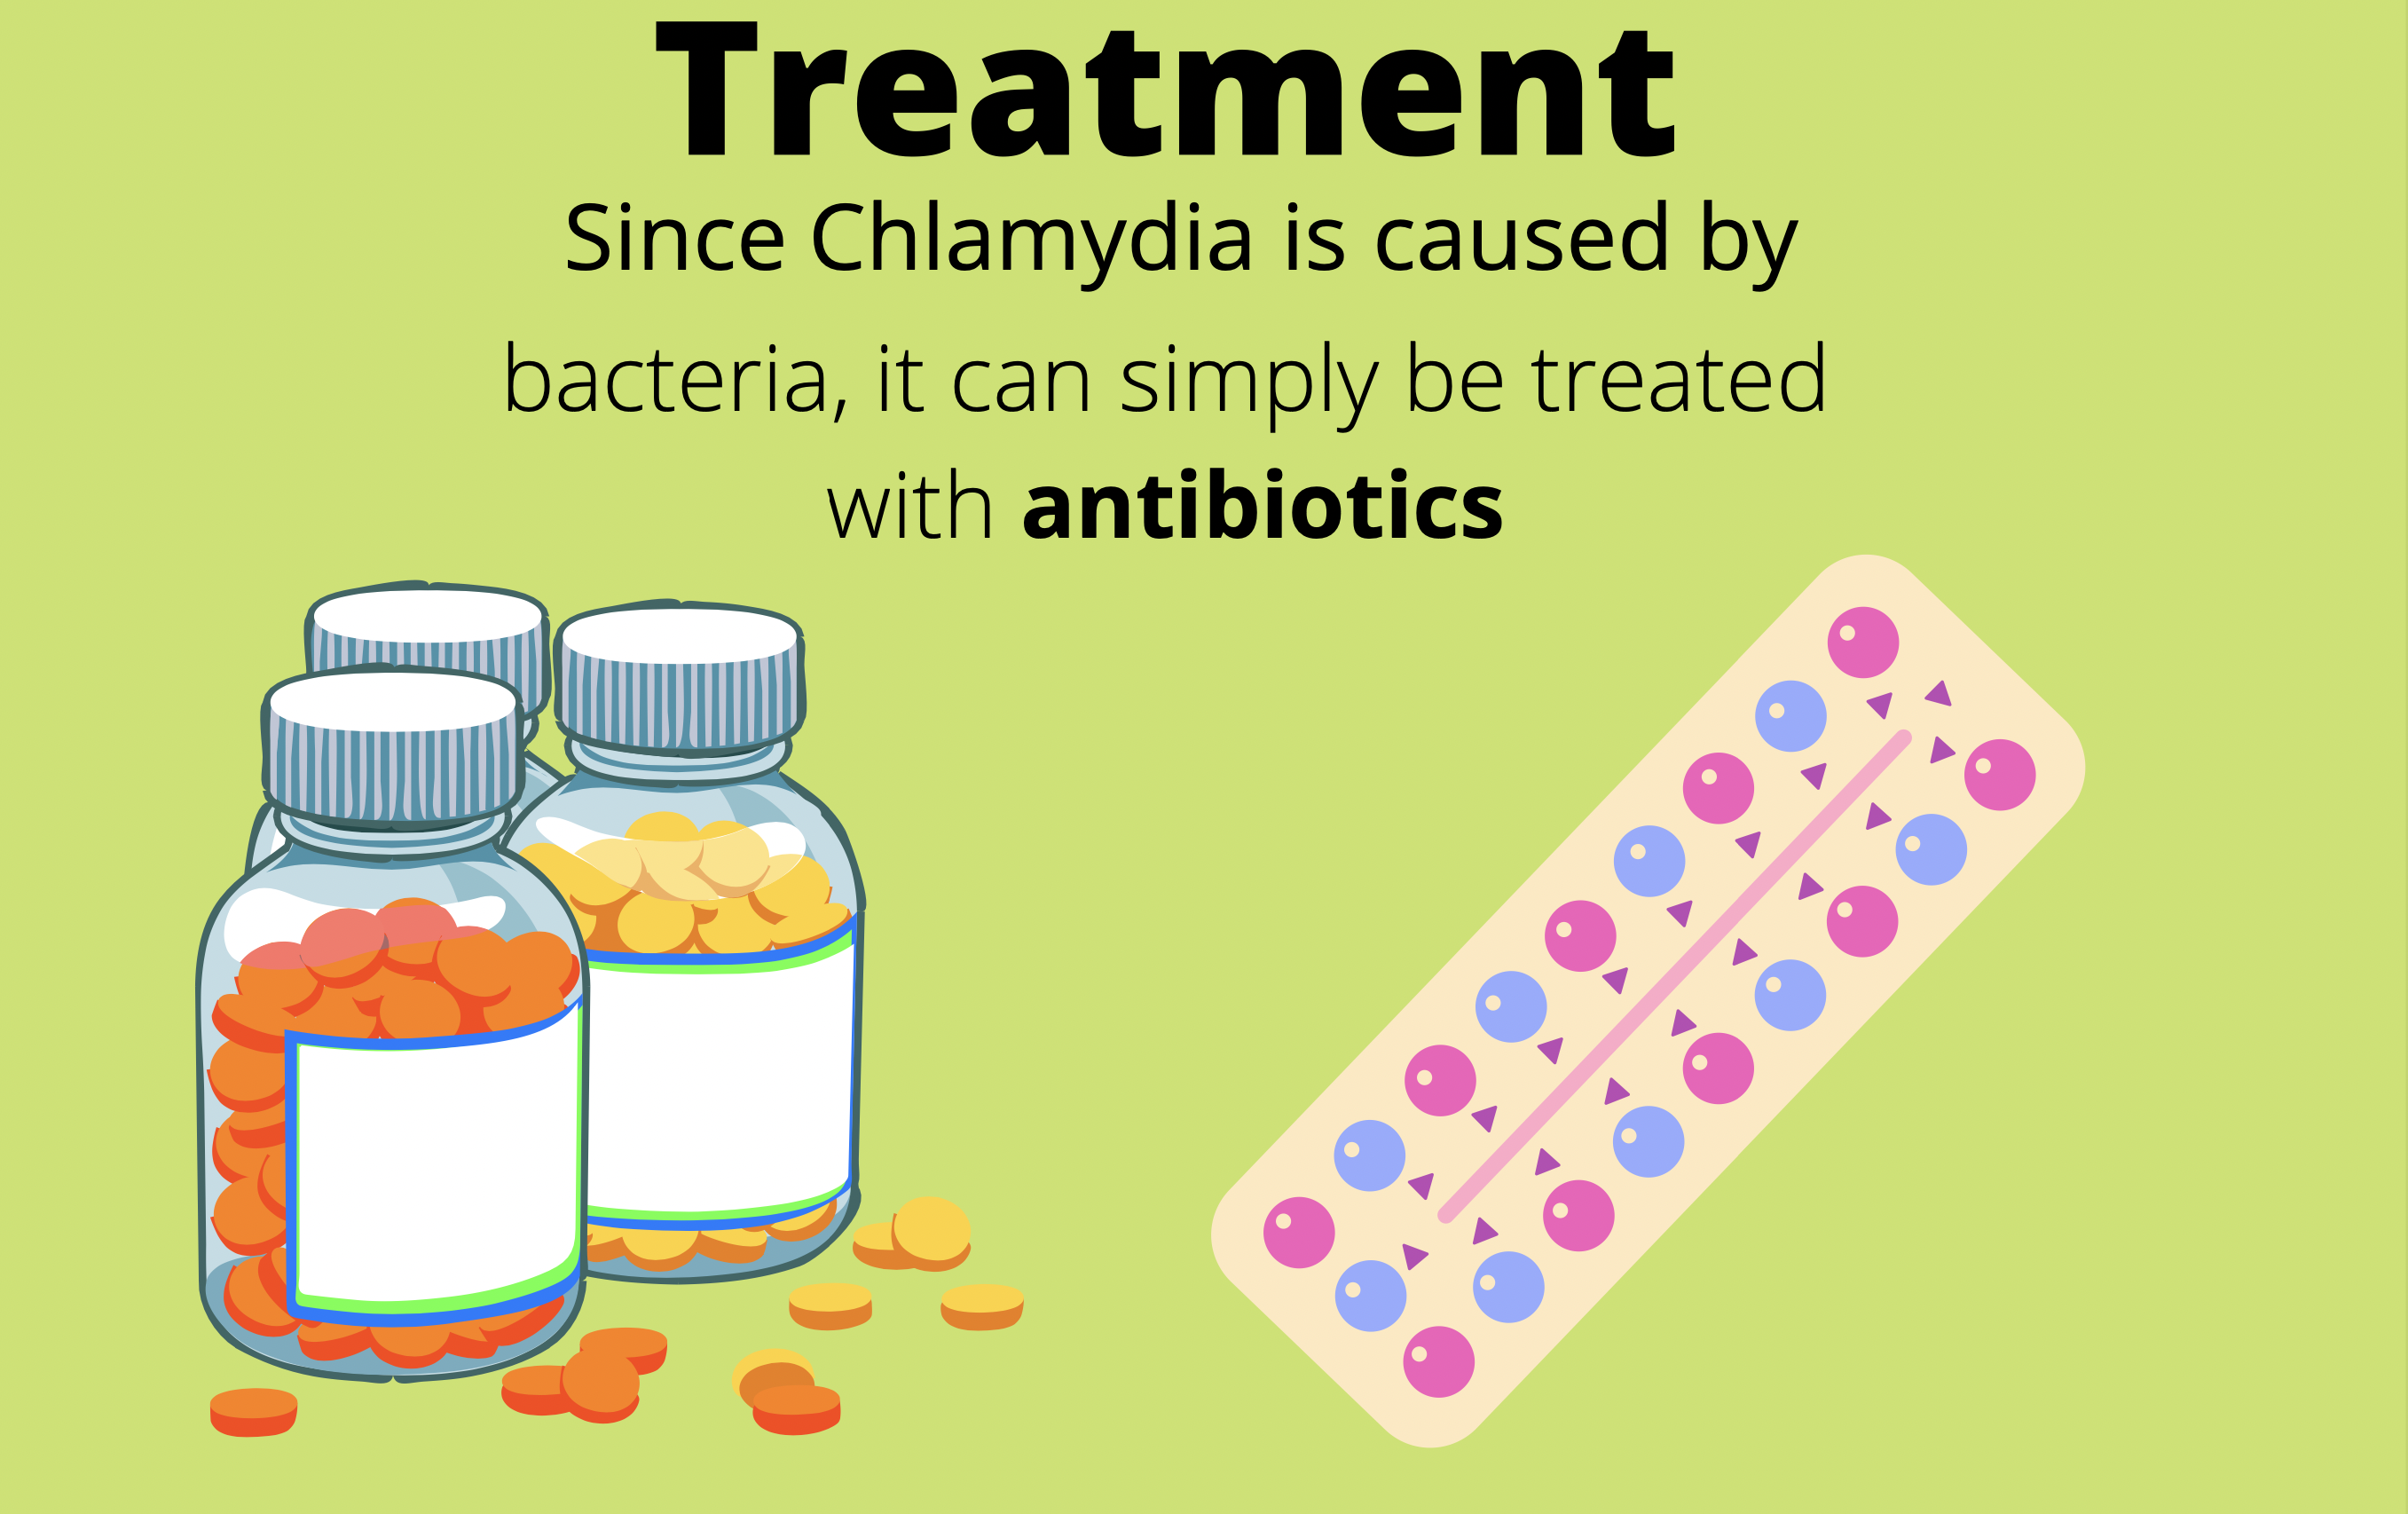 Treatment
Since Chlamydia is caused by
bacteria, it can simply be treated
with antibiotics